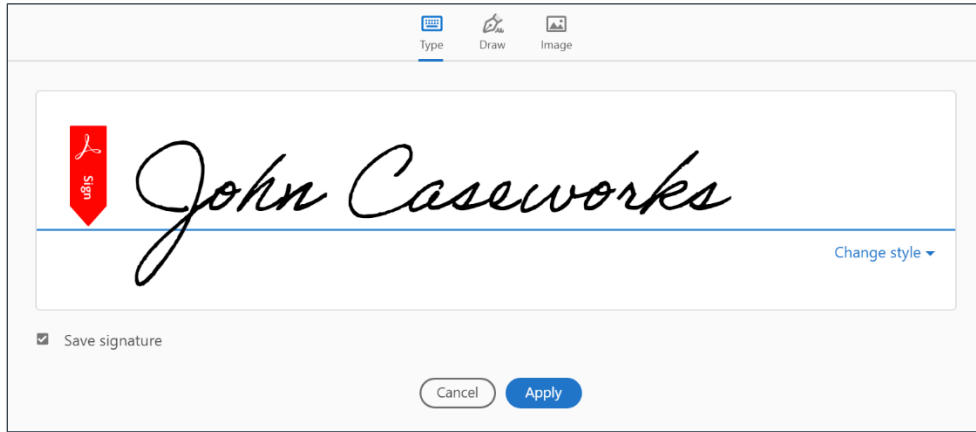 Type Draw Image
Sign
John Caseworks
Change style
Save signature
Cancel Apply